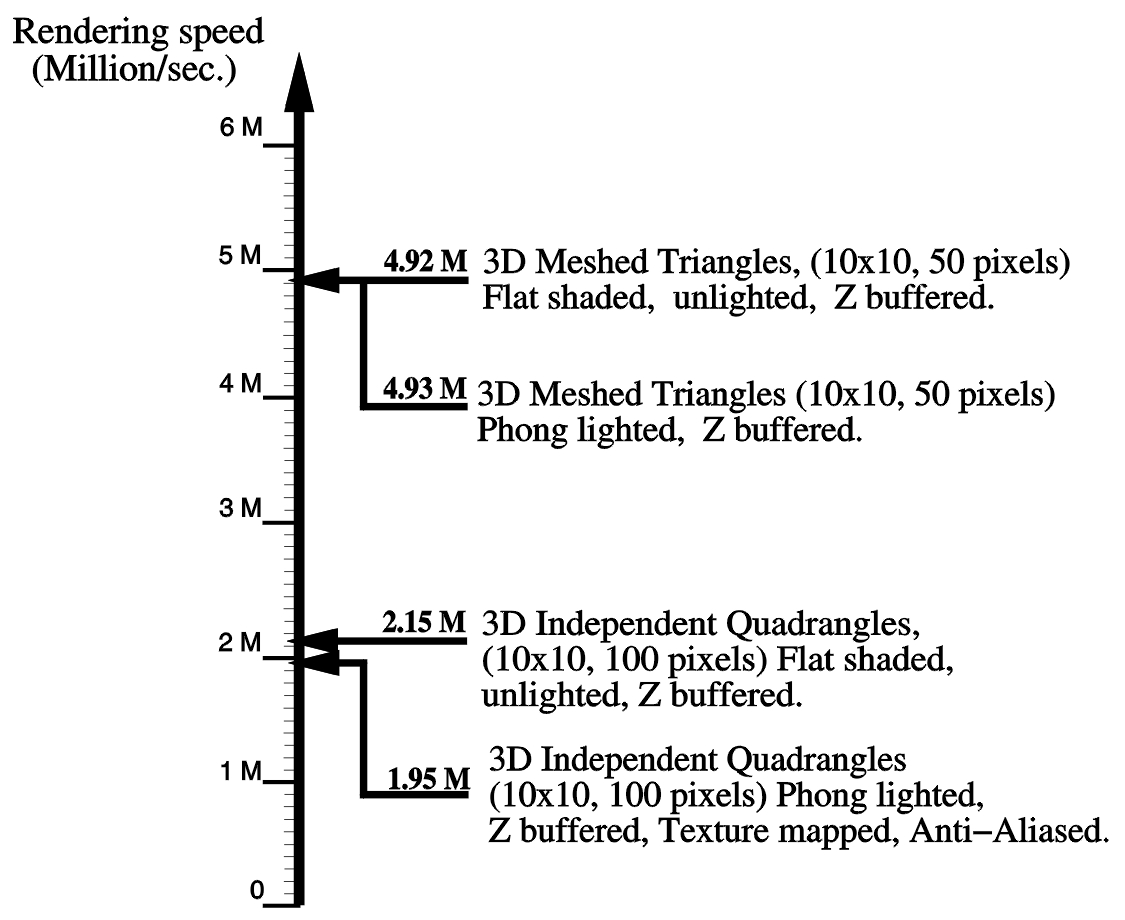 Rendering speed
(Million/sec.)
6 M
5 M
4.92 M 3D Meshed Triangles, (10x10, 50 pixels)
Flat shaded, unlighted, Z buffered.
4 M
4.93 M 3D Meshed Triangles (10x10, 50 pixels)
Phong lighted, Z buffered.
3 M
2.15 M 3D Independent Quadrangles,
2 M
(10x10, 100 pixels) Flat shaded,
unlighted, Z buffered.
3D Independent Quadrangles
1 M
1.95 M (10x10, 100 pixels) Phong lighted,
Z buffered, Texture mapped, Anti–Aliased.
0